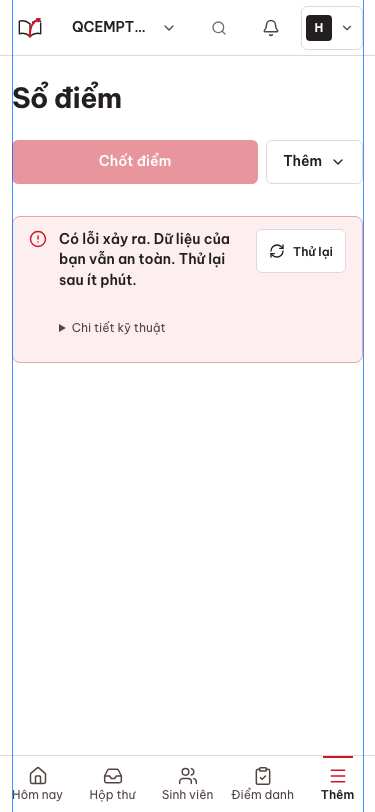 QCEMPT...
H
Sổ điểm
Chốt điểm
Thêm
Có lỗi xảy ra. Dữ liệu của
bạn vẫn an toàn. Thử lại
sau ít phút.
Thử lại
Chi tiết kỹ thuật
Hôm nay
Hộp thư
Sinh viên
Điểm danh
Thêm